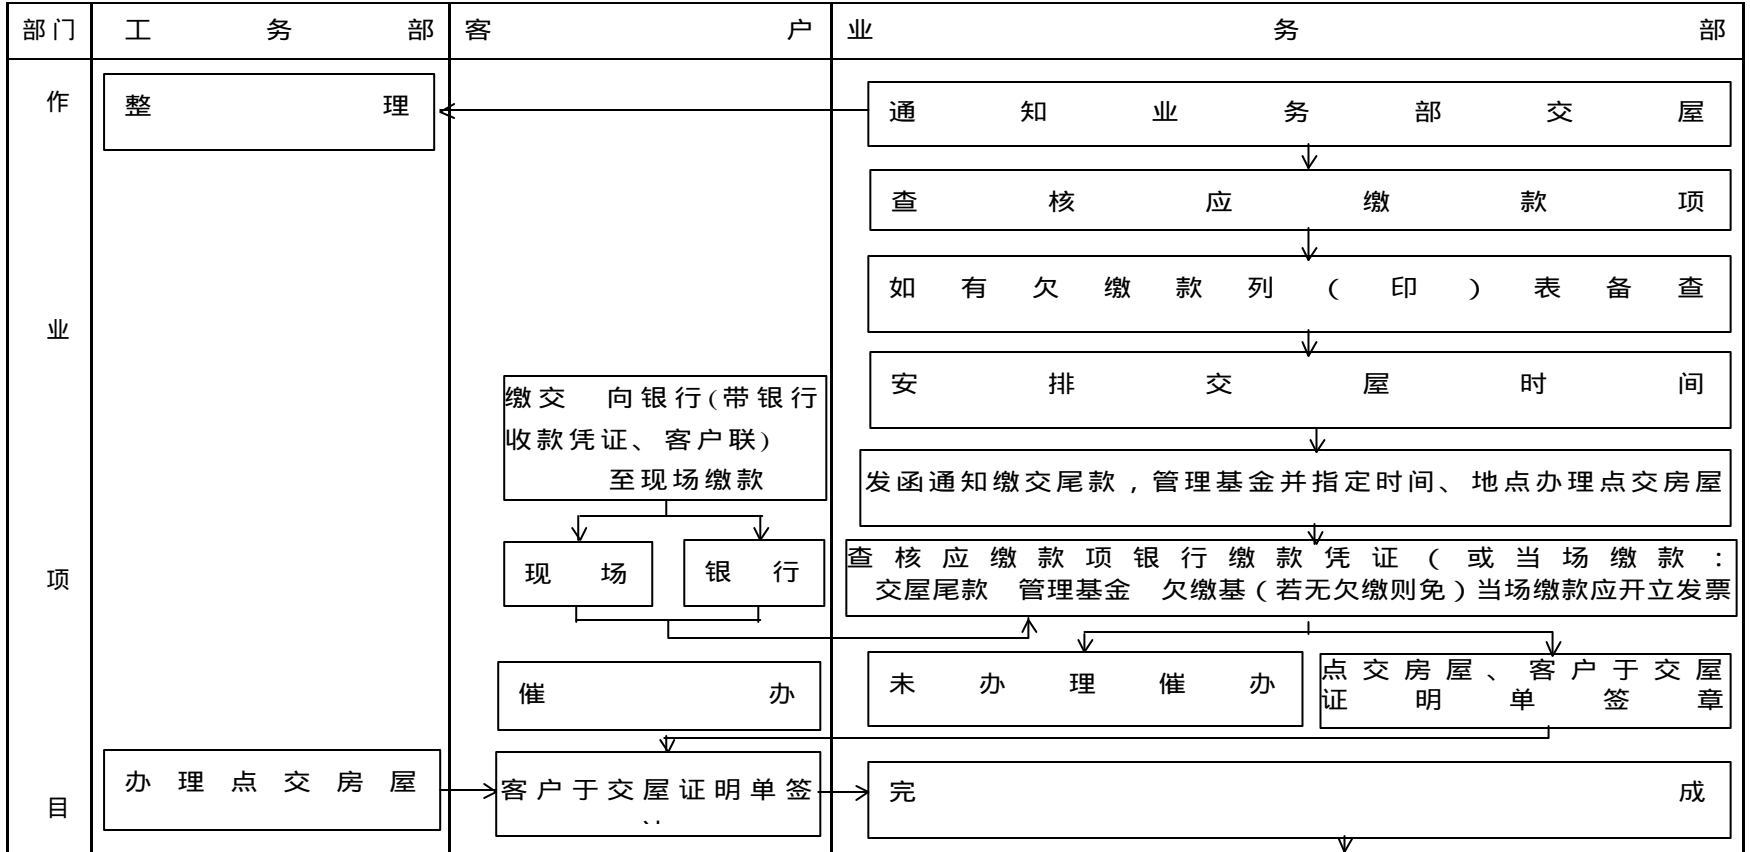 部门 工务部 客户 业务部
作业项目
整理
通知业务部交屋
查核应缴款项
如有欠缴款列(印)表备查
安排交屋时间
缴交 向银行(带银行
收款凭证、客户联)
至现场缴款
发函通知缴交尾款,管理基金并指定时间、地点办理点交房屋
现场
银行
查核应缴款项银行缴款凭证(或当场缴款:
交屋尾款 管理基金 欠缴基(若无欠缴则免)当场缴款应开立发票
催办
未办理催办
点交房屋、客户于交屋
证明单签章
办理点交房屋
客户于交屋证明单签
完成